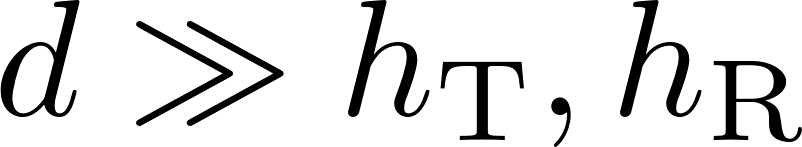 d ≫ h_T, h_R